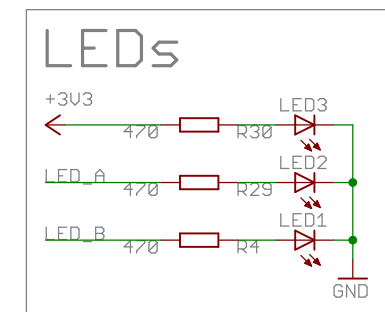 LEDs
+3V3
LED3
470 R30
LED2
LED_A 470 R29
LED1
LED_B 470 R4
GND